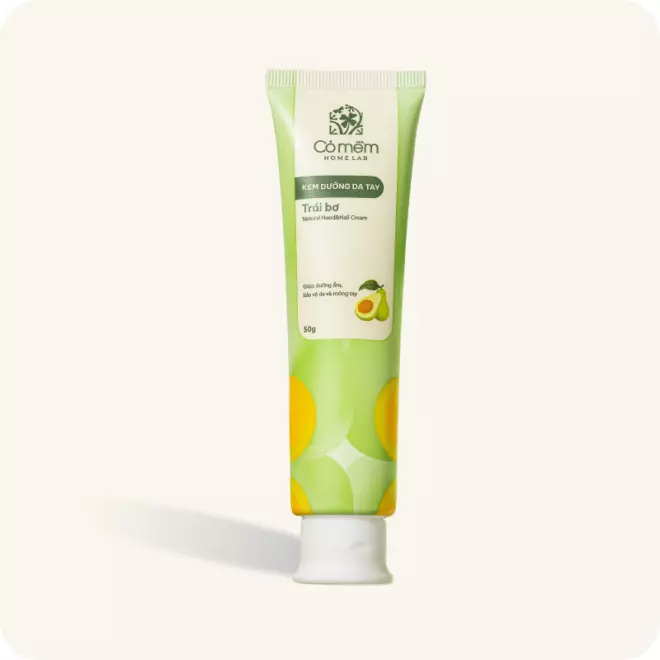 Cỏ mềm
HOME LAB
KEM DƯỠNG DA TAY
Trái bơ
Natural Hand&Nail Cream
Giúp dưỡng ẩm,
bảo vệ da và móng tay
50g